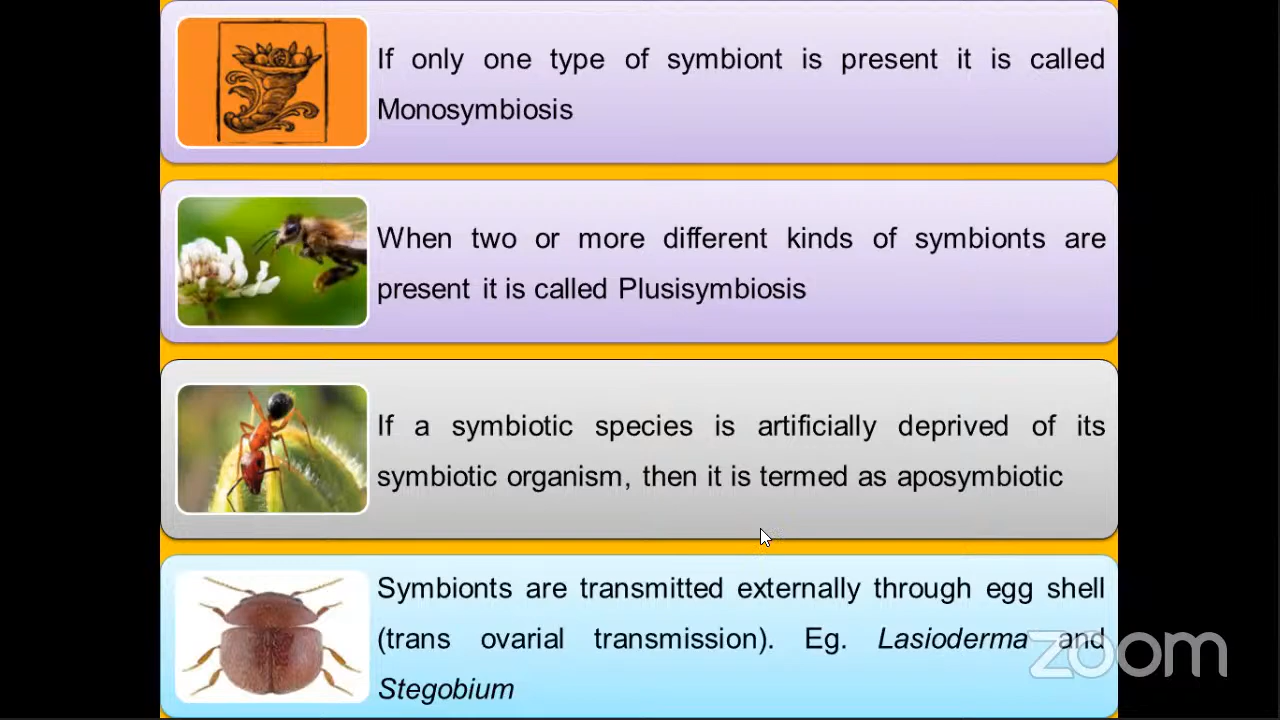 If only one type of symbiont is present it is called
Monosymbiosis
When two or more different kinds of symbionts are
present it is called Plusisymbiosis
If a symbiotic species is artificially deprived of its
symbiotic organism, then it is termed as aposymbiotic
Symbionts are transmitted externally through egg shell
(trans ovarial transmission). Eg. Lasioderma and
Stegobium
zoom